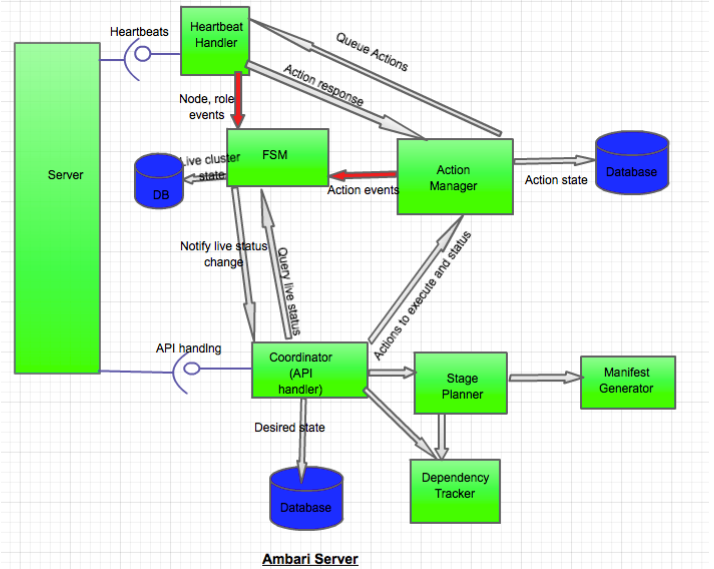 Heartbeats
Heartbeat
Handler
Queue Actions
Action response
Node, role
events
Server
Live cluster
state
DB
FSM
Action
Manager
Action events
Action state
Database
Notify live status
change
Query live status
Actions to execute and status
API handlng
Coordinator
(API
handler)
Stage
Planner
Manifest
Generator
Desired state
Dependency
Tracker
Database
Ambari Server